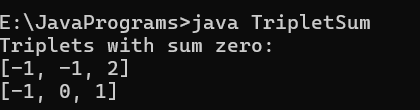 E:\JavaPrograms>java TripletSum
Triplets with sum zero:
[-1, -1, 2]
[-1, 0, 1]